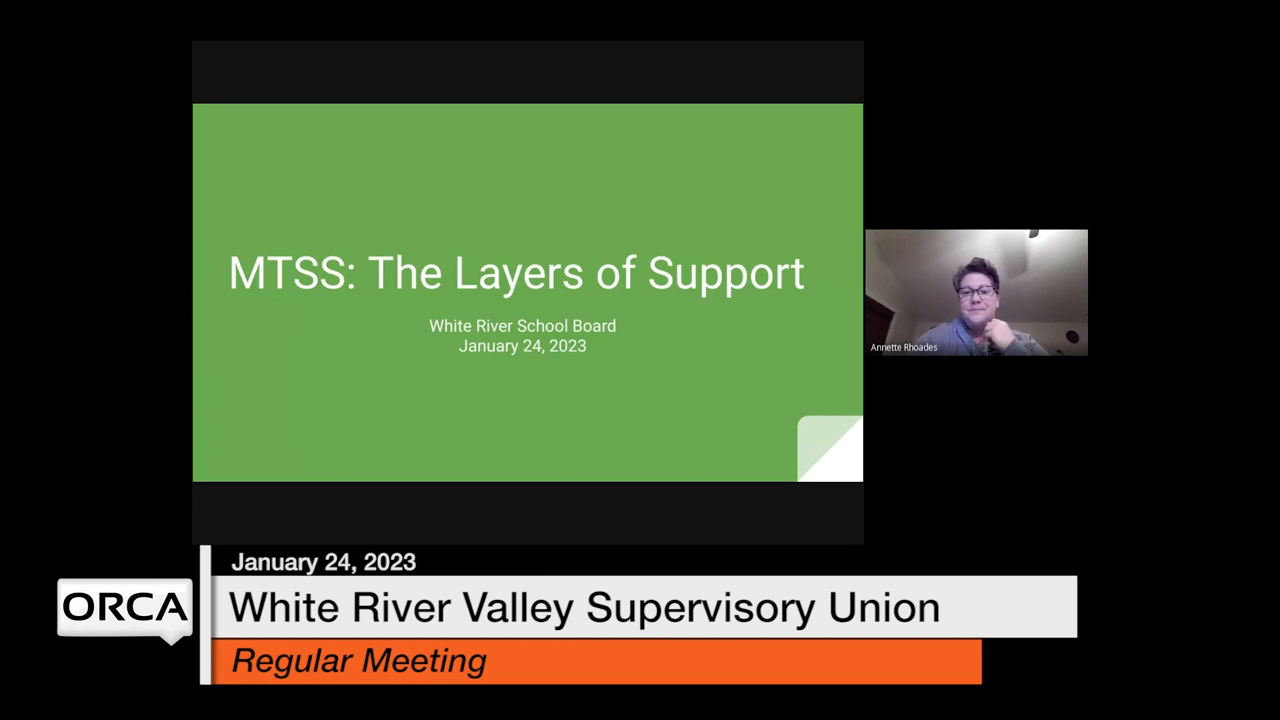 MTSS: The Layers of Support
White River School Board
January 24, 2023
Annette Rhoades
January 24, 2023
ORCA
White River Valley Supervisory Union
Regular Meeting